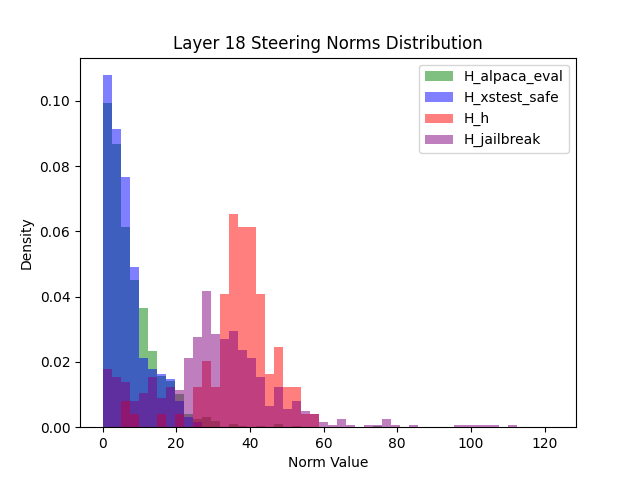 Layer 18 Steering Norms Distribution
H_alpaca_eval
H_xstest_safe
H_h
H_jailbreak
Density
0.10
0.08
0.06
0.04
0.02
0.00
0 20 40 60 80 100 120
Norm Value